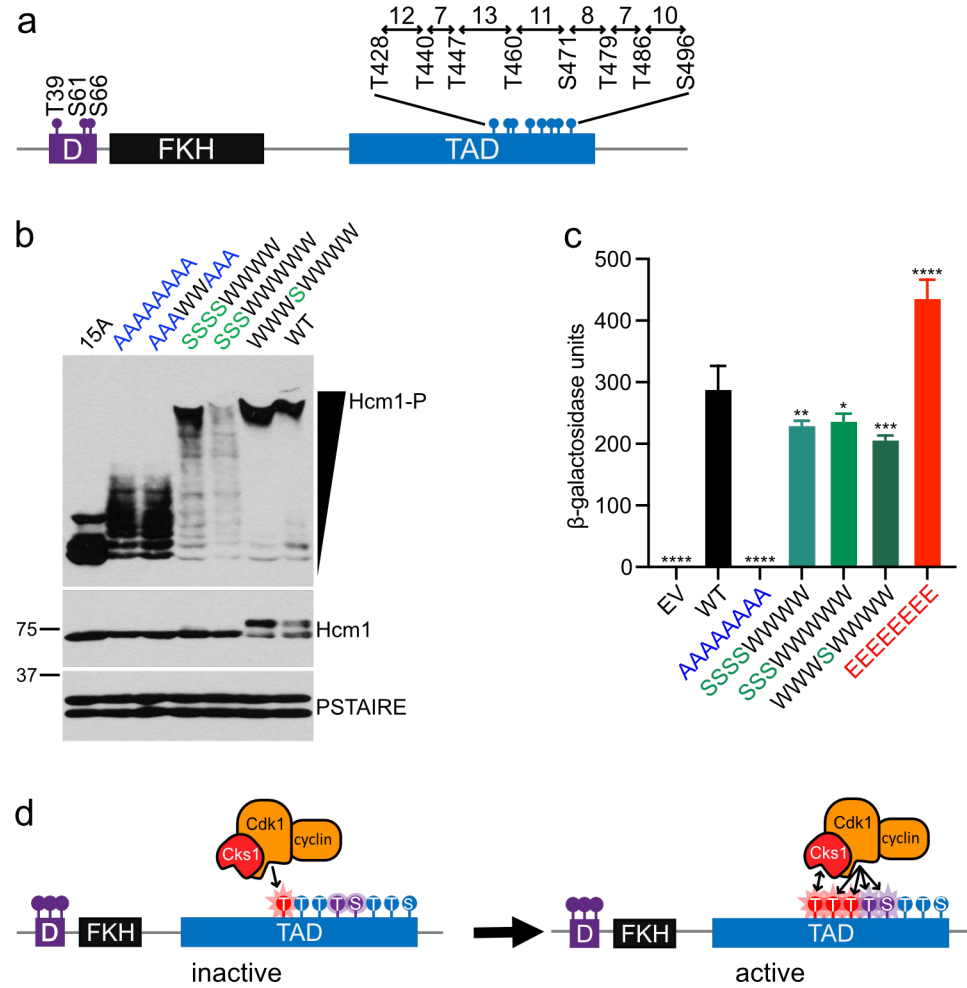 a
12 7 13 11 8 7 10
T428 T440 T447 T460 S471 T479 T486 S496
T39 S61 S66
D FKH TAD
b
15A AAAAAAAA AAAWWAAA SSSSWWWW SSSWWWWW WWWSWWWW WT
Hcm1-P
75
Hcm1
37
PSTAIRE
c
500
400
300
200
100
0
β-galactosidase units
**** **** ** * *** ****
EV WT AAAAAAAA SSSSWWWW SSSWWWWW WWWSWWWW EEEEEEEE
d
Cdk1
cyclin
Cks1
T T T T S T T S
D FKH TAD
inactive
Cdk1
cyclin
Cks1
T T T T S T T S
D FKH TAD
active